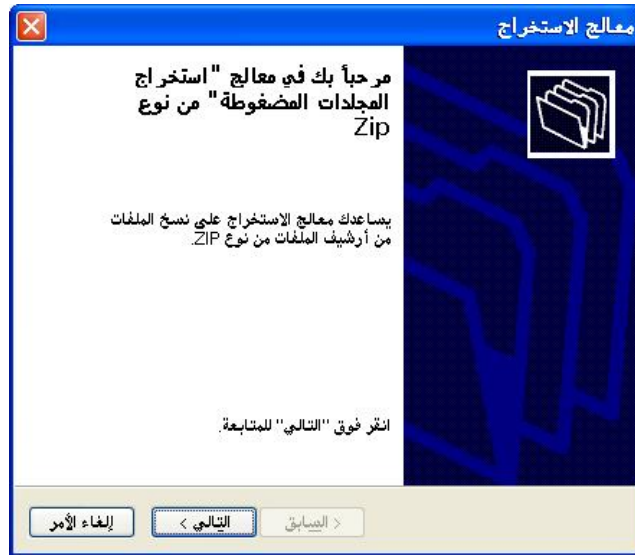 معالج الاستخراج
مرحباً بك في معالج "استخراج
المجلدات المضغوطة" من نوع
Zip
يساعدك معالج الاستخراج على نسخ الملفات
من أرشيف الملفات من نوع ZIP.
انقر فوق "التالي" للمتابعة.
< السابق
التالي >
إلغاء الأمر